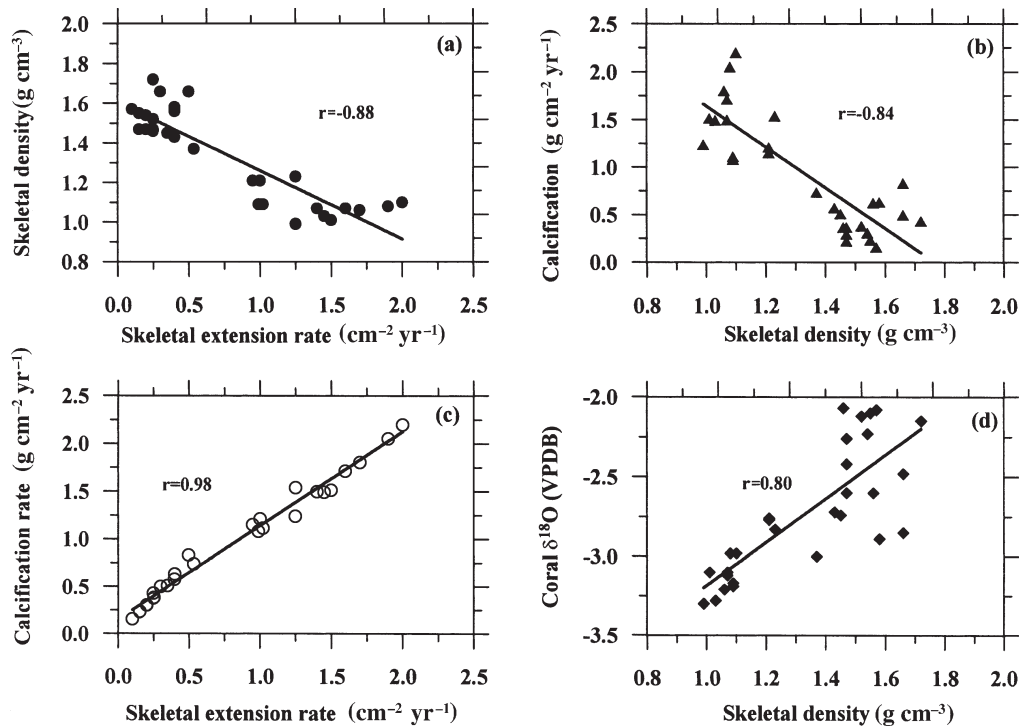 2.0
1.8
1.6
1.4
1.2
1.0
0.8
Skeletal density(g cm⁻³)
(a)
r=-0.88
0.0 0.5 1.0 1.5 2.0 2.5
Skeletal extension rate (cm⁻² yr⁻¹)
2.5
2.0
1.5
1.0
0.5
0.0
Calcification (g cm⁻² yr⁻¹)
(b)
r=-0.84
0.8 1.0 1.2 1.4 1.6 1.8 2.0
Skeletal density (g cm⁻³)
2.5
2.0
1.5
1.0
0.5
0.0
Calcification rate (g cm⁻² yr⁻¹)
(c)
r=0.98
0.0 0.5 1.0 1.5 2.0 2.5
Skeletal extension rate (cm⁻² yr⁻¹)
-2.0
-2.5
-3.0
-3.5
Coral δ¹⁸O (VPDB)
(d)
r=0.80
0.8 1.0 1.2 1.4 1.6 1.8 2.0
Skeletal density (g cm⁻³)